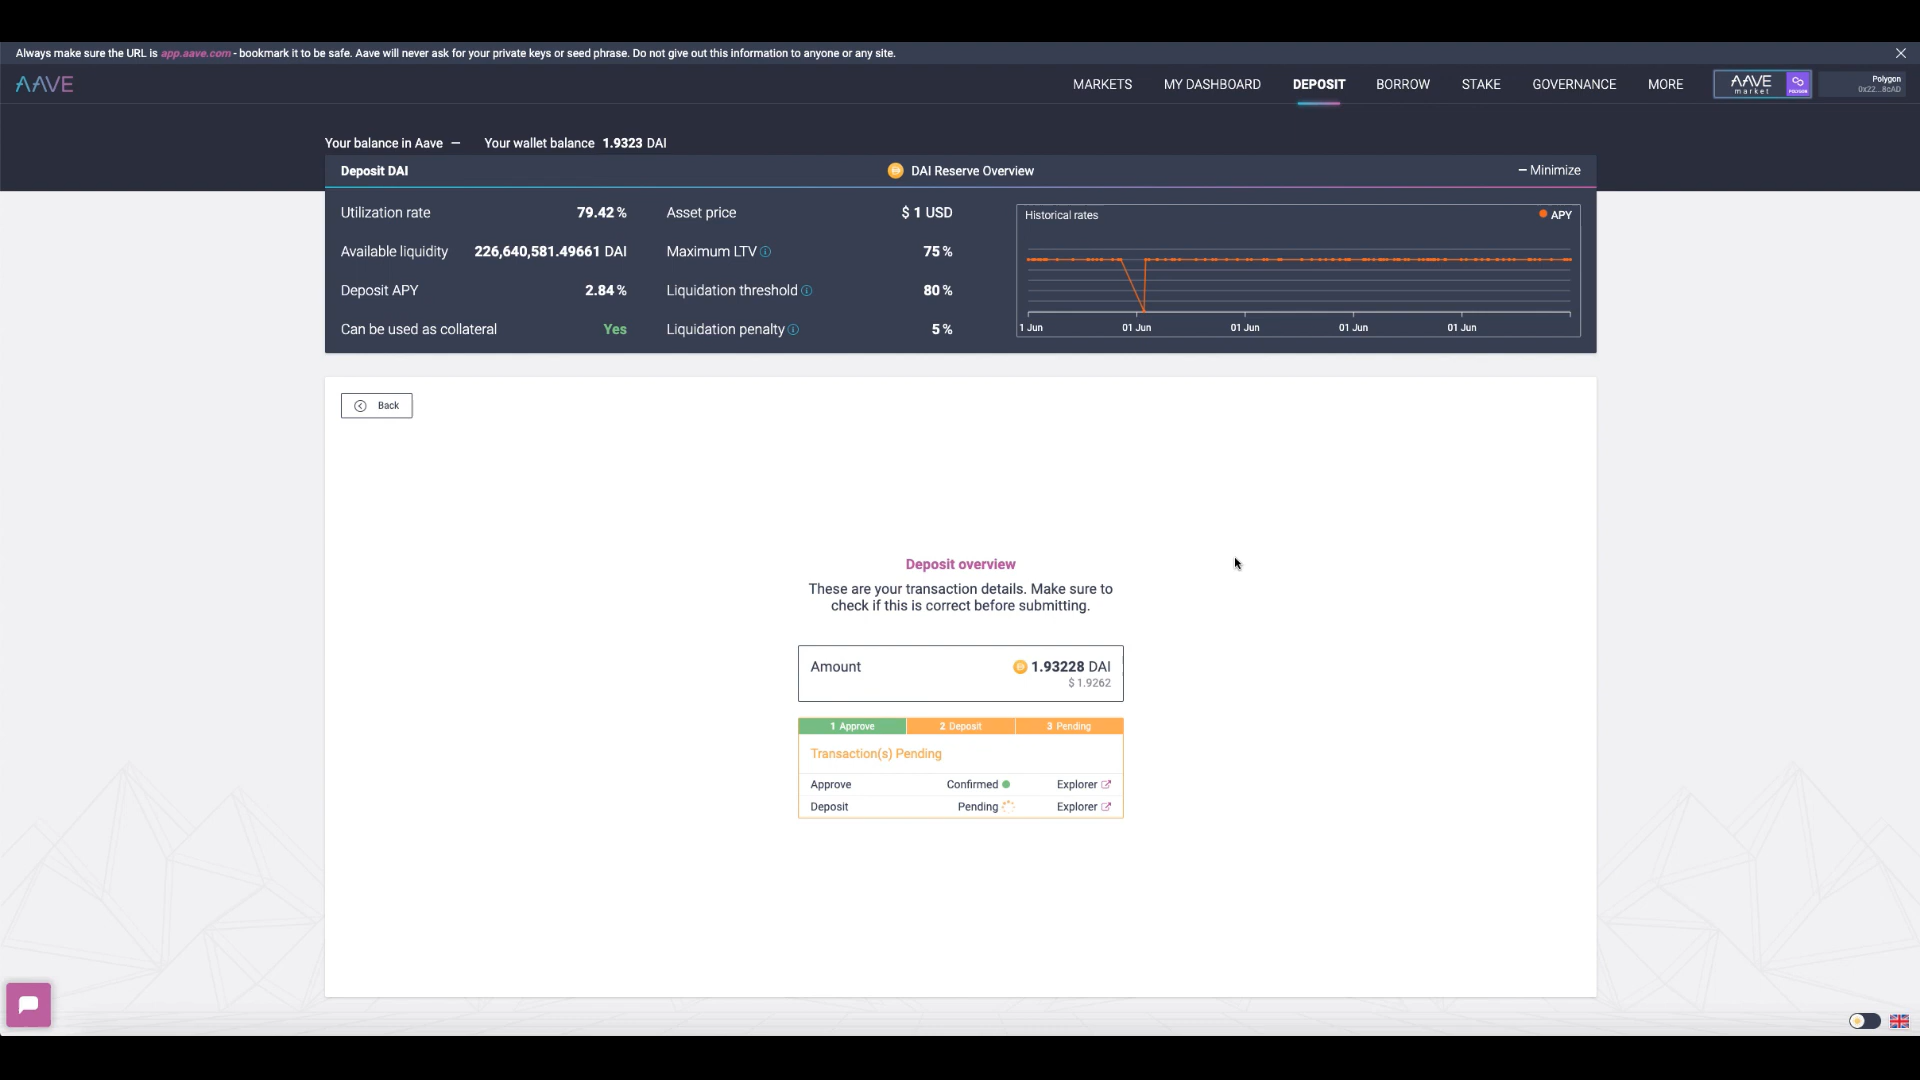 Always make sure the URL is app.aave.com - bookmark it to be safe. Aave will never ask for your private keys or seed phrase. Do not give out this information to anyone or any site.
AAVE
MARKETS MY DASHBOARD DEPOSIT BORROW STAKE GOVERNANCE MORE
AAVE market POLYGON
Polygon
0x22...8cAD
Your balance in Aave – Your wallet balance 1.9323 DAI
Deposit DAI DAI Reserve Overview – Minimize
Utilization rate 79.42 % Asset price $ 1 USD
Available liquidity 226,640,581.49661 DAI Maximum LTV 75 %
Deposit APY 2.84 % Liquidation threshold 80 %
Can be used as collateral Yes Liquidation penalty 5 %
Historical rates APY
1 Jun 01 Jun 01 Jun 01 Jun 01 Jun
Back
Deposit overview
These are your transaction details. Make sure to
check if this is correct before submitting.
Amount 1.93228 DAI
$ 1.9262
1 Approve 2 Deposit 3 Pending
Transaction(s) Pending
Approve Confirmed Explorer
Deposit Pending Explorer